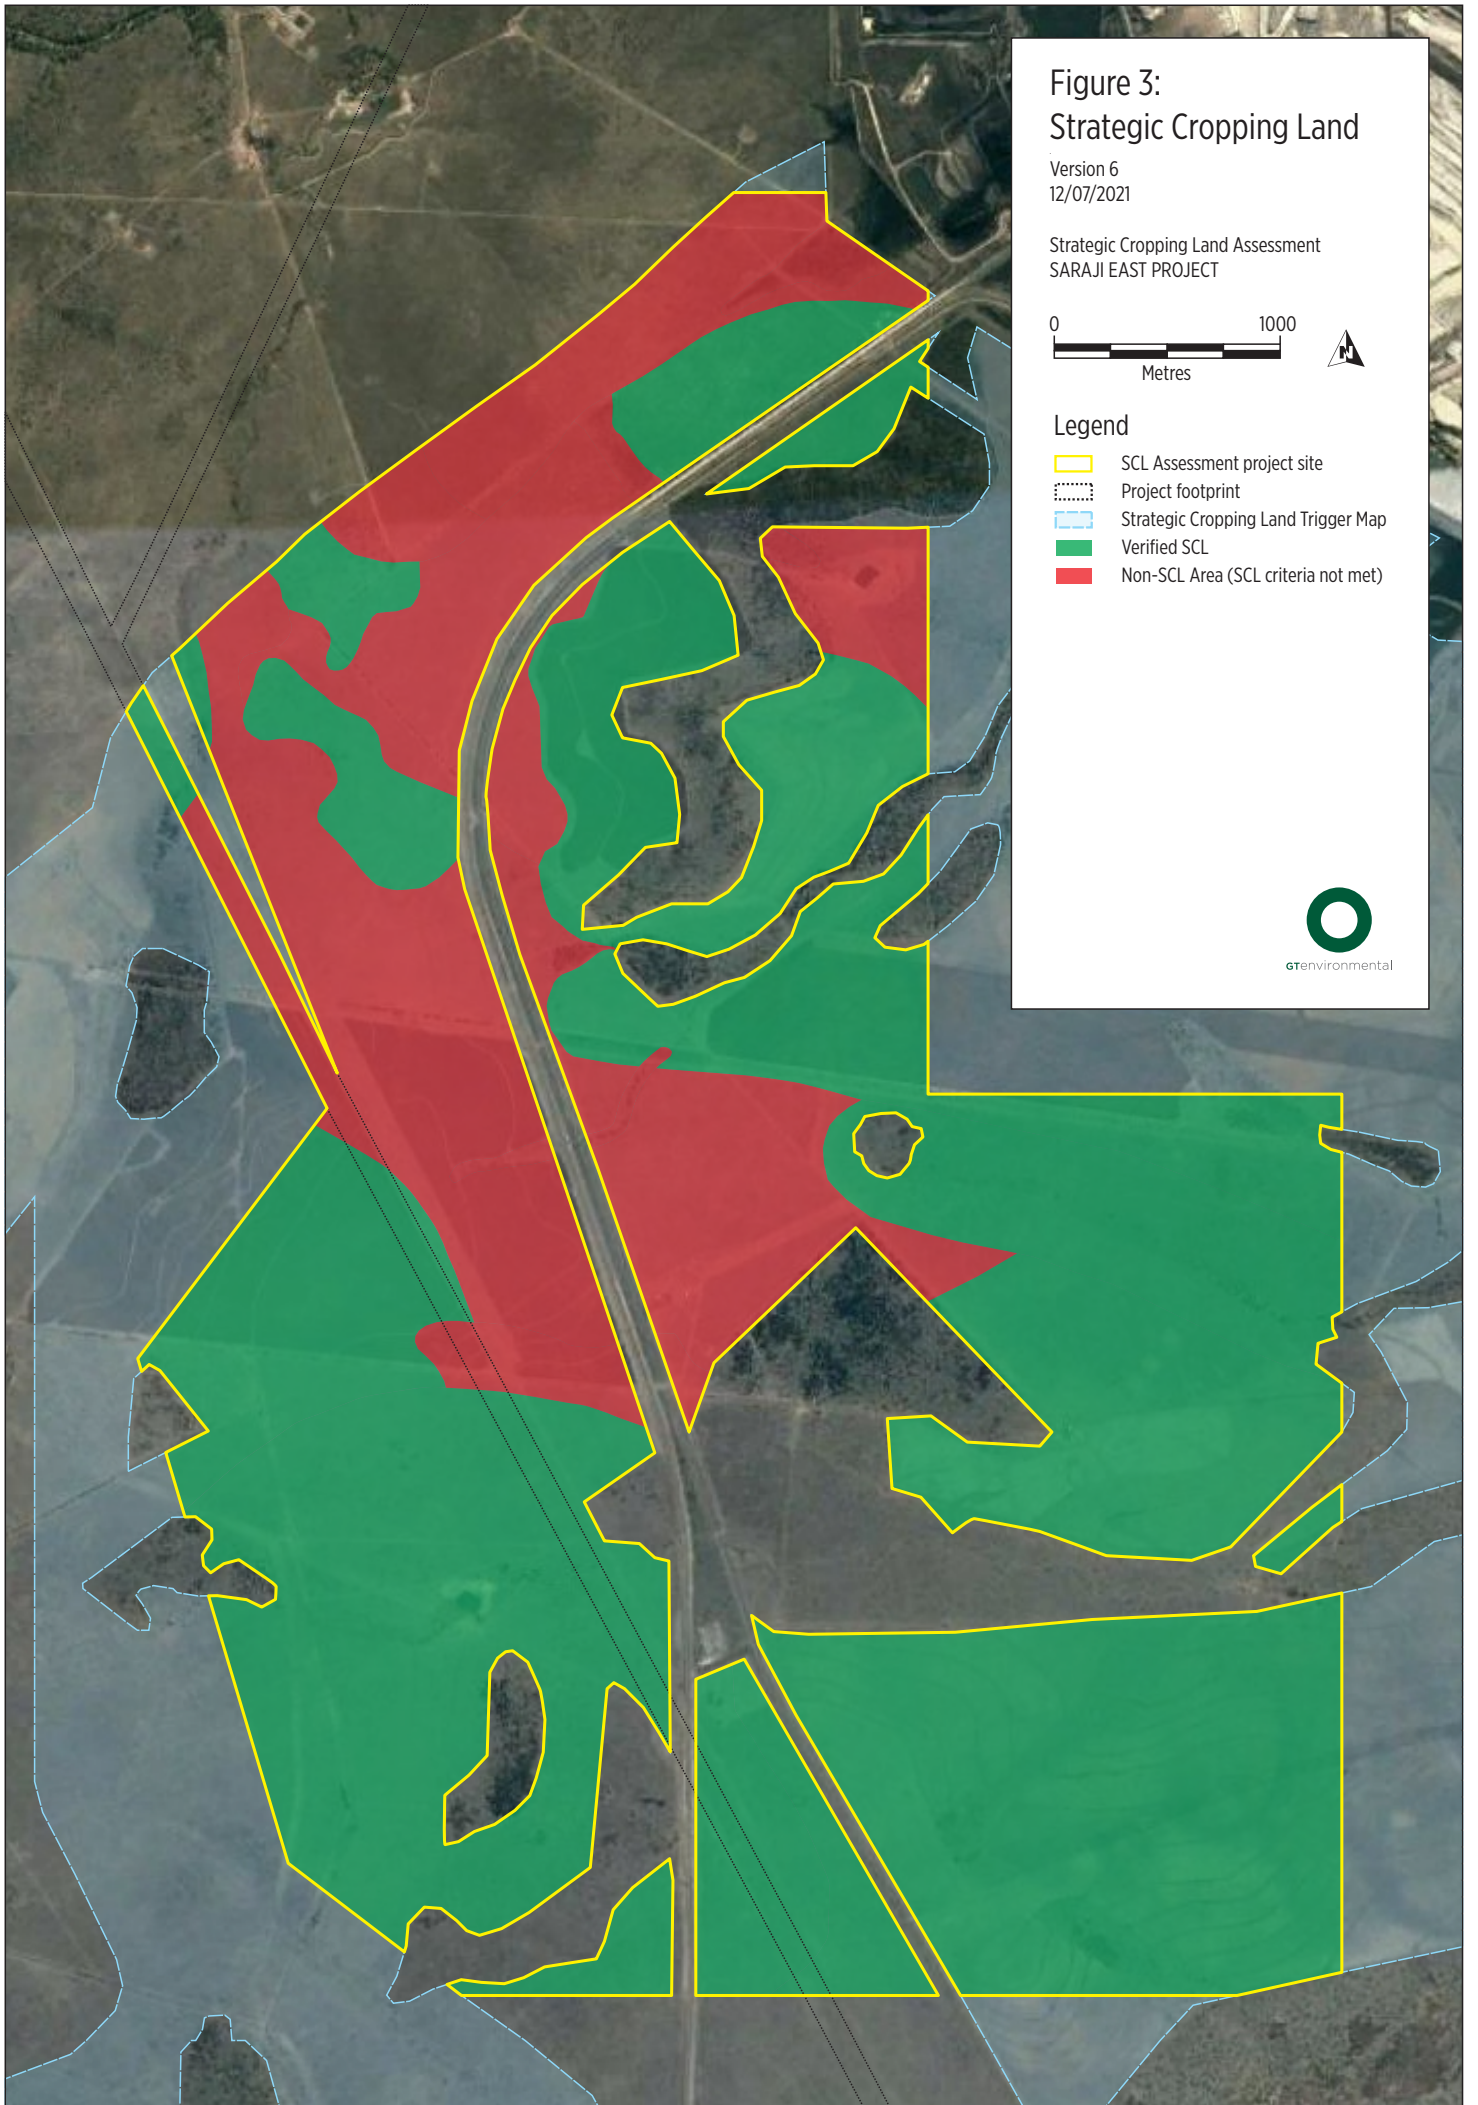 Figure 3:
Strategic Cropping Land
Version 6
12/07/2021
Strategic Cropping Land Assessment
SARAJI EAST PROJECT
0 1000
Metres
N
Legend
SCL Assessment project site
Project footprint
Strategic Cropping Land Trigger Map
Verified SCL
Non-SCL Area (SCL criteria not met)
GTenvironmental